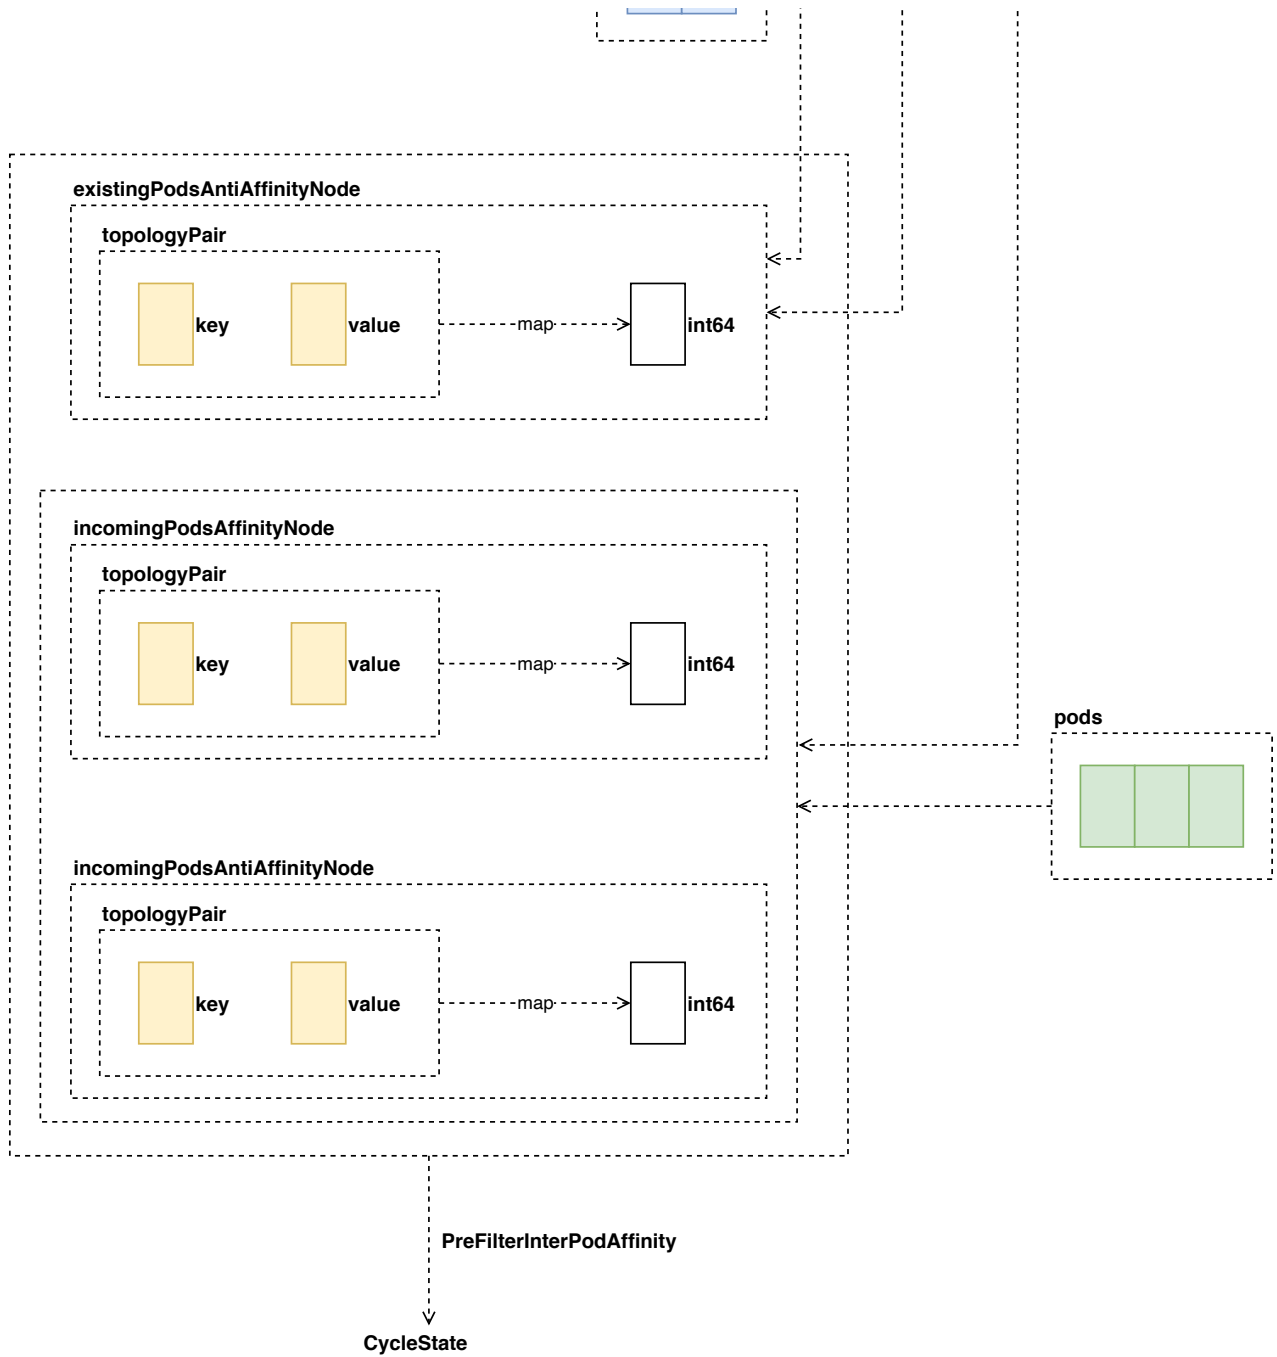 existingPodsAntiAffinityNode
topologyPair
key value map int64
incomingPodsAffinityNode
topologyPair
key value map int64
pods
incomingPodsAntiAffinityNode
topologyPair
key value map int64
PreFilterInterPodAffinity
CycleState